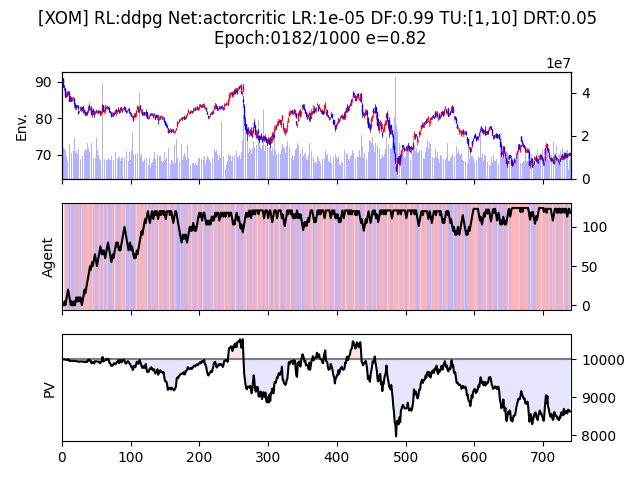 [XOM] RL:ddpg Net:actorcritic LR:1e-05 DF:0.99 TU:[1,10] DRT:0.05
Epoch:0182/1000 e=0.82
1e7
90
80
70
Env.
4
2
0
Agent
100
50
0
PV
10000
9000
8000
0 100 200 300 400 500 600 700